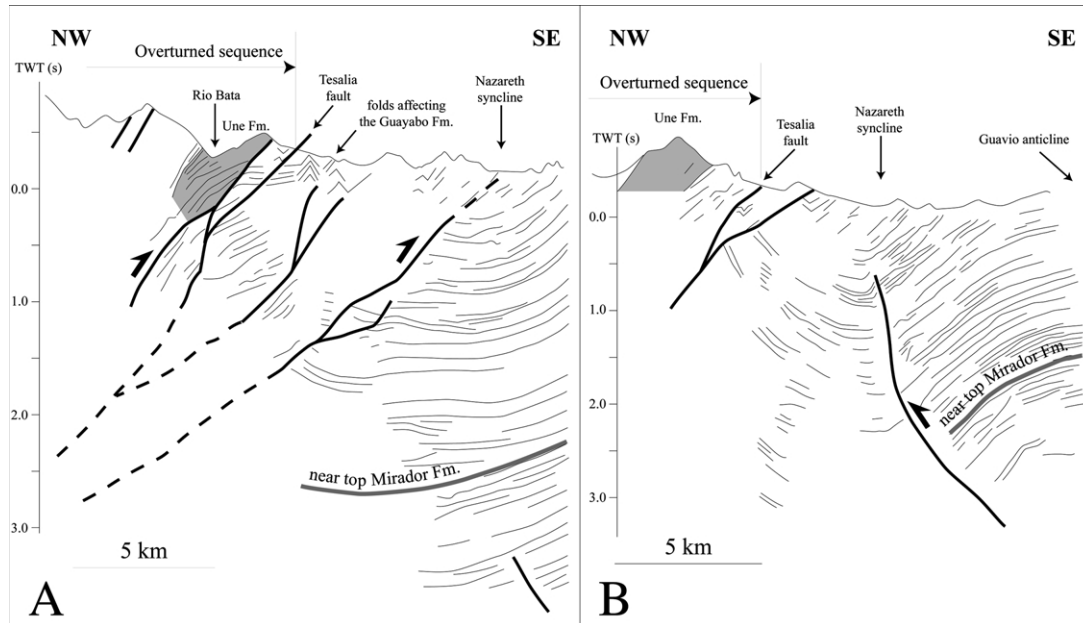 NW
SE
Overturned sequence
TWT (s)
Rio Bata
Une Fm.
Tesalia
fault
folds affecting
the Guayabo Fm.
Nazareth
syncline
0.0
1.0
2.0
3.0
near top Mirador Fm.
5 km
A
NW
SE
TWT (s)
Overturned sequence
Une Fm.
Tesalia
fault
Nazareth
syncline
Guavio anticline
0.0
1.0
2.0
3.0
near top Mirador Fm.
5 km
B